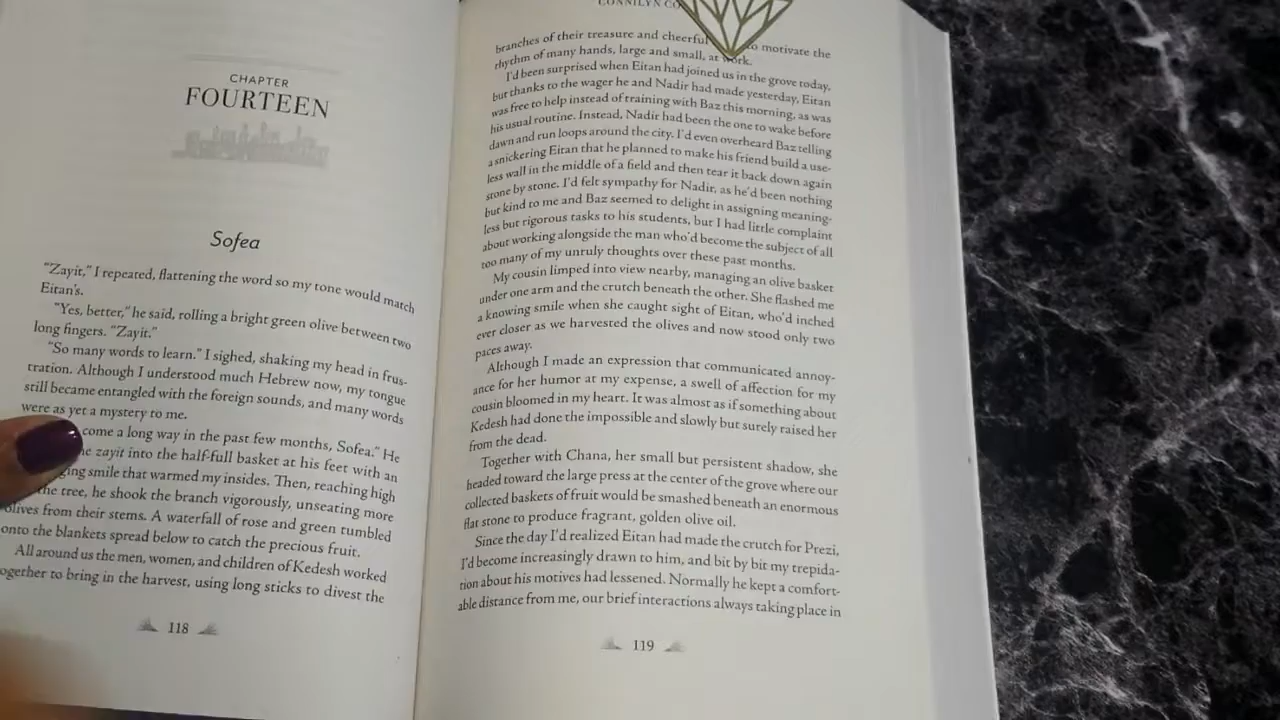 CHAPTER
FOURTEEN
Sofea
“Zayit,” I repeated, flattening the word so my tone would match
Eitan’s.
“Yes, better,” he said, rolling a bright green olive between two
long fingers. “Zayit.”
“So many words to learn.” I sighed, shaking my head in frus-
tration. Although I understood much Hebrew now, my tongue
still became entangled with the foreign sounds, and many words
were as yet a mystery to me.
come a long way in the past few months, Sofea.” He
zayit into the half-full basket at his feet with an
smile that warmed my insides. Then, reaching high
the tree, he shook the branch vigorously, unseating more
olives from their stems. A waterfall of rose and green tumbled
onto the blankets spread below to catch the precious fruit.
All around us the men, women, and children of Kedesh worked
together to bring in the harvest, using long sticks to divest the
118
CONNILYN
branches of their treasure and cheerful to motivate the
rhythm of many hands, large and small, at work.
I’d been surprised when Eitan had joined us in the grove today,
but thanks to the wager he and Nadir had made yesterday, Eitan
was free to help instead of training with Baz this morning, as was
his usual routine. Instead, Nadir had been the one to wake before
dawn and run loops around the city. I’d even overheard Baz telling
a snickering Eitan that he planned to make his friend build a use-
less wall in the middle of a field and then tear it back down again
stone by stone. I’d felt sympathy for Nadir, as he’d been nothing
but kind to me and Baz seemed to delight in assigning meaning-
less but rigorous tasks to his students, but I had little complaint
about working alongside the man who’d become the subject of all
too many of my unruly thoughts over these past months.
My cousin limped into view nearby, managing an olive basket
under one arm and the crutch beneath the other. She flashed me
a knowing smile when she caught sight of Eitan, who’d inched
ever closer as we harvested the olives and now stood only two
paces away.
Although I made an expression that communicated annoy-
ance for her humor at my expense, a swell of affection for my
cousin bloomed in my heart. It was almost as if something about
Kedesh had done the impossible and slowly but surely raised her
from the dead.
Together with Chana, her small but persistent shadow, she
headed toward the large press at the center of the grove where our
collected baskets of fruit would be smashed beneath an enormous
flat stone to produce fragrant, golden olive oil.
Since the day I’d realized Eitan had made the crutch for Prezi,
I’d become increasingly drawn to him, and bit by bit my trepida-
tion about his motives had lessened. Normally he kept a comfort-
able distance from me, our brief interactions always taking place in
119